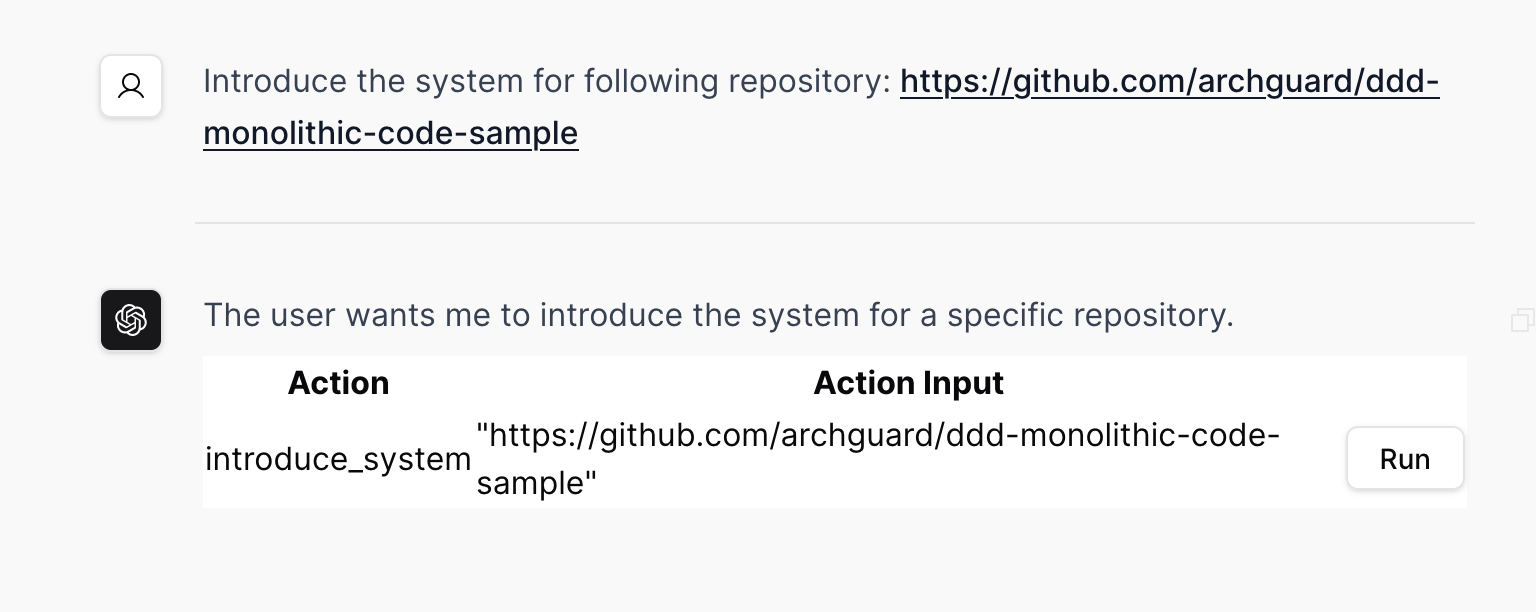 Introduce the system for following repository: https://github.com/archguard/ddd-
monolithic-code-sample
The user wants me to introduce the system for a specific repository.
Action Action Input
introduce_system "https://github.com/archguard/ddd-monolithic-code-
sample" Run